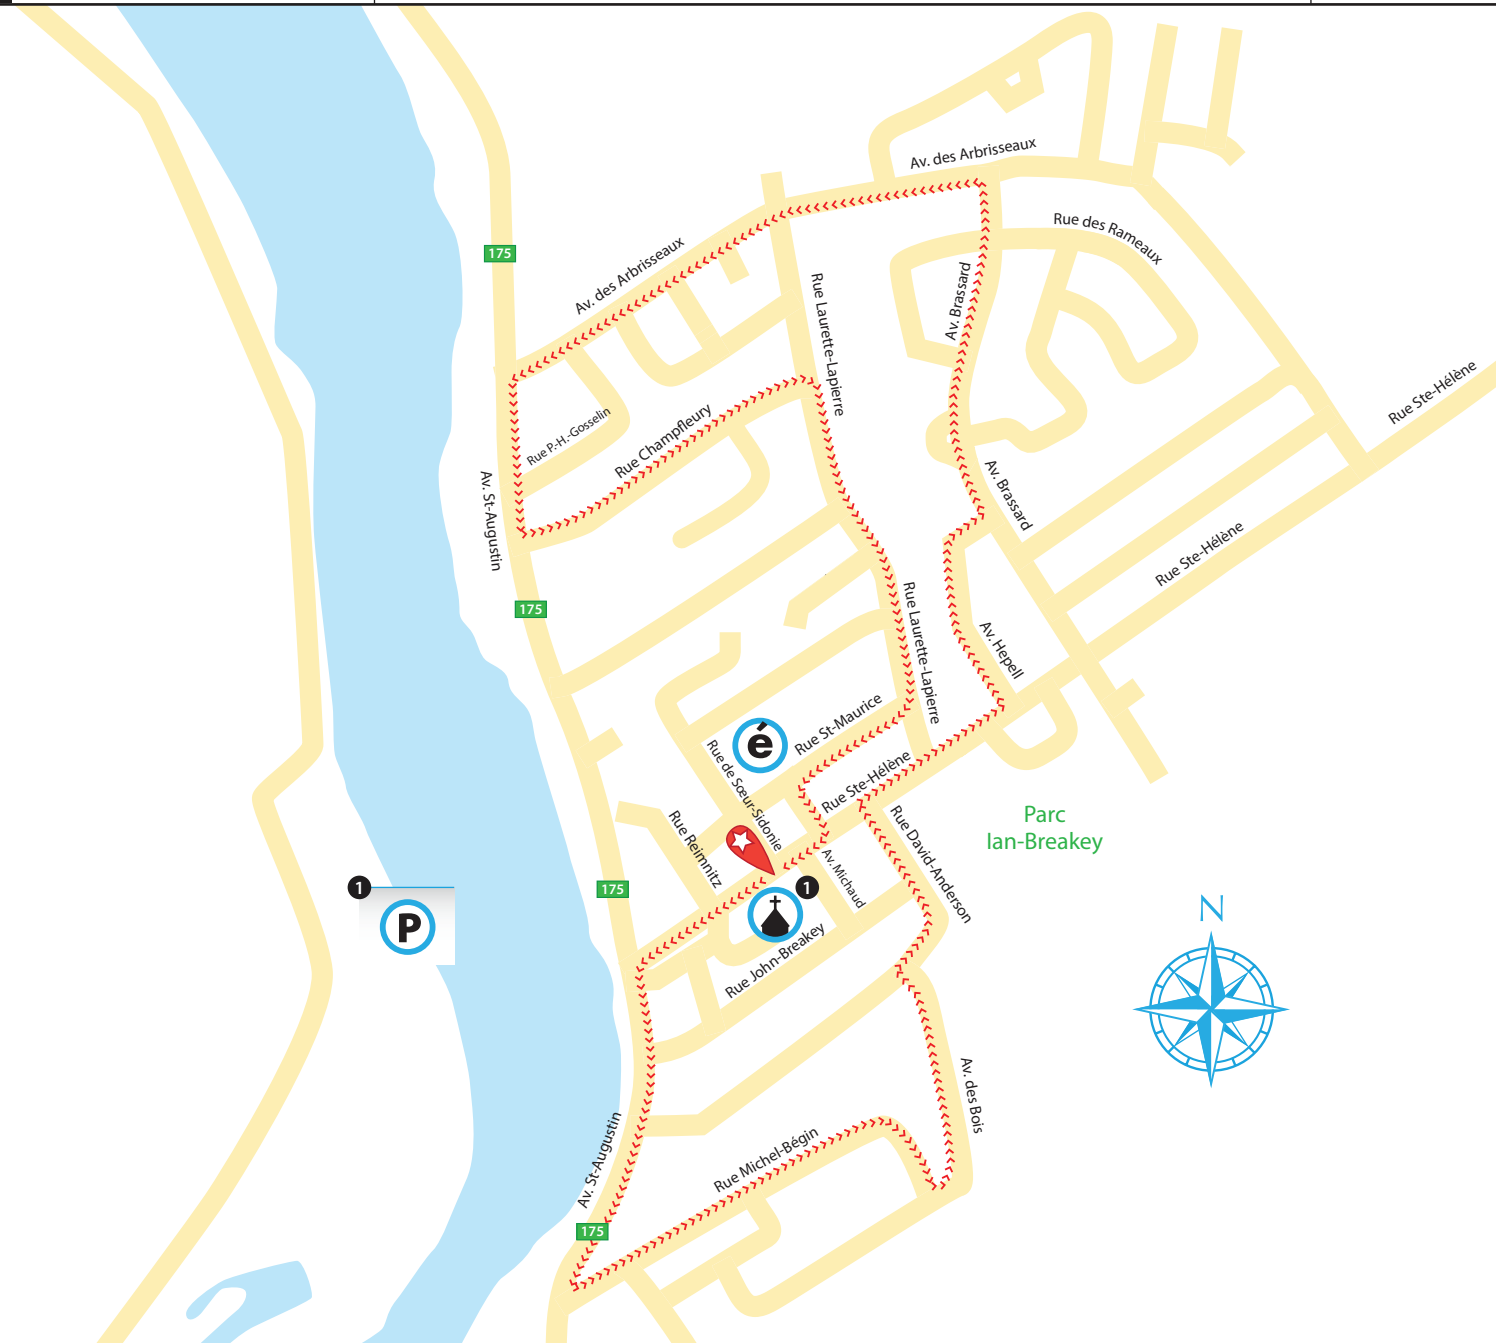 Av. des Arbrisseaux
Rue des Rameaux
175
Av. des Arbrisseaux
Av. Brassard
Rue Laurette-Lapierre
Rue Ste-Hélène
Rue P.-H.-Gosselin
Rue Champfleury
Av. St-Augustin
Av. Brassard
Rue Ste-Hélène
175
Rue Laurette-Lapierre
Av. Hepell
Rue St-Maurice
é
Rue de Sœur-Sidonie
Rue Ste-Hélène
Rue Reimnitz
Rue David-Anderson
Parc
Ian-Breakey
Av. Michaud
175
1
1
P
N
Rue John-Breakey
Av. des Bois
Av. St-Augustin
Rue Michel-Bégin
175